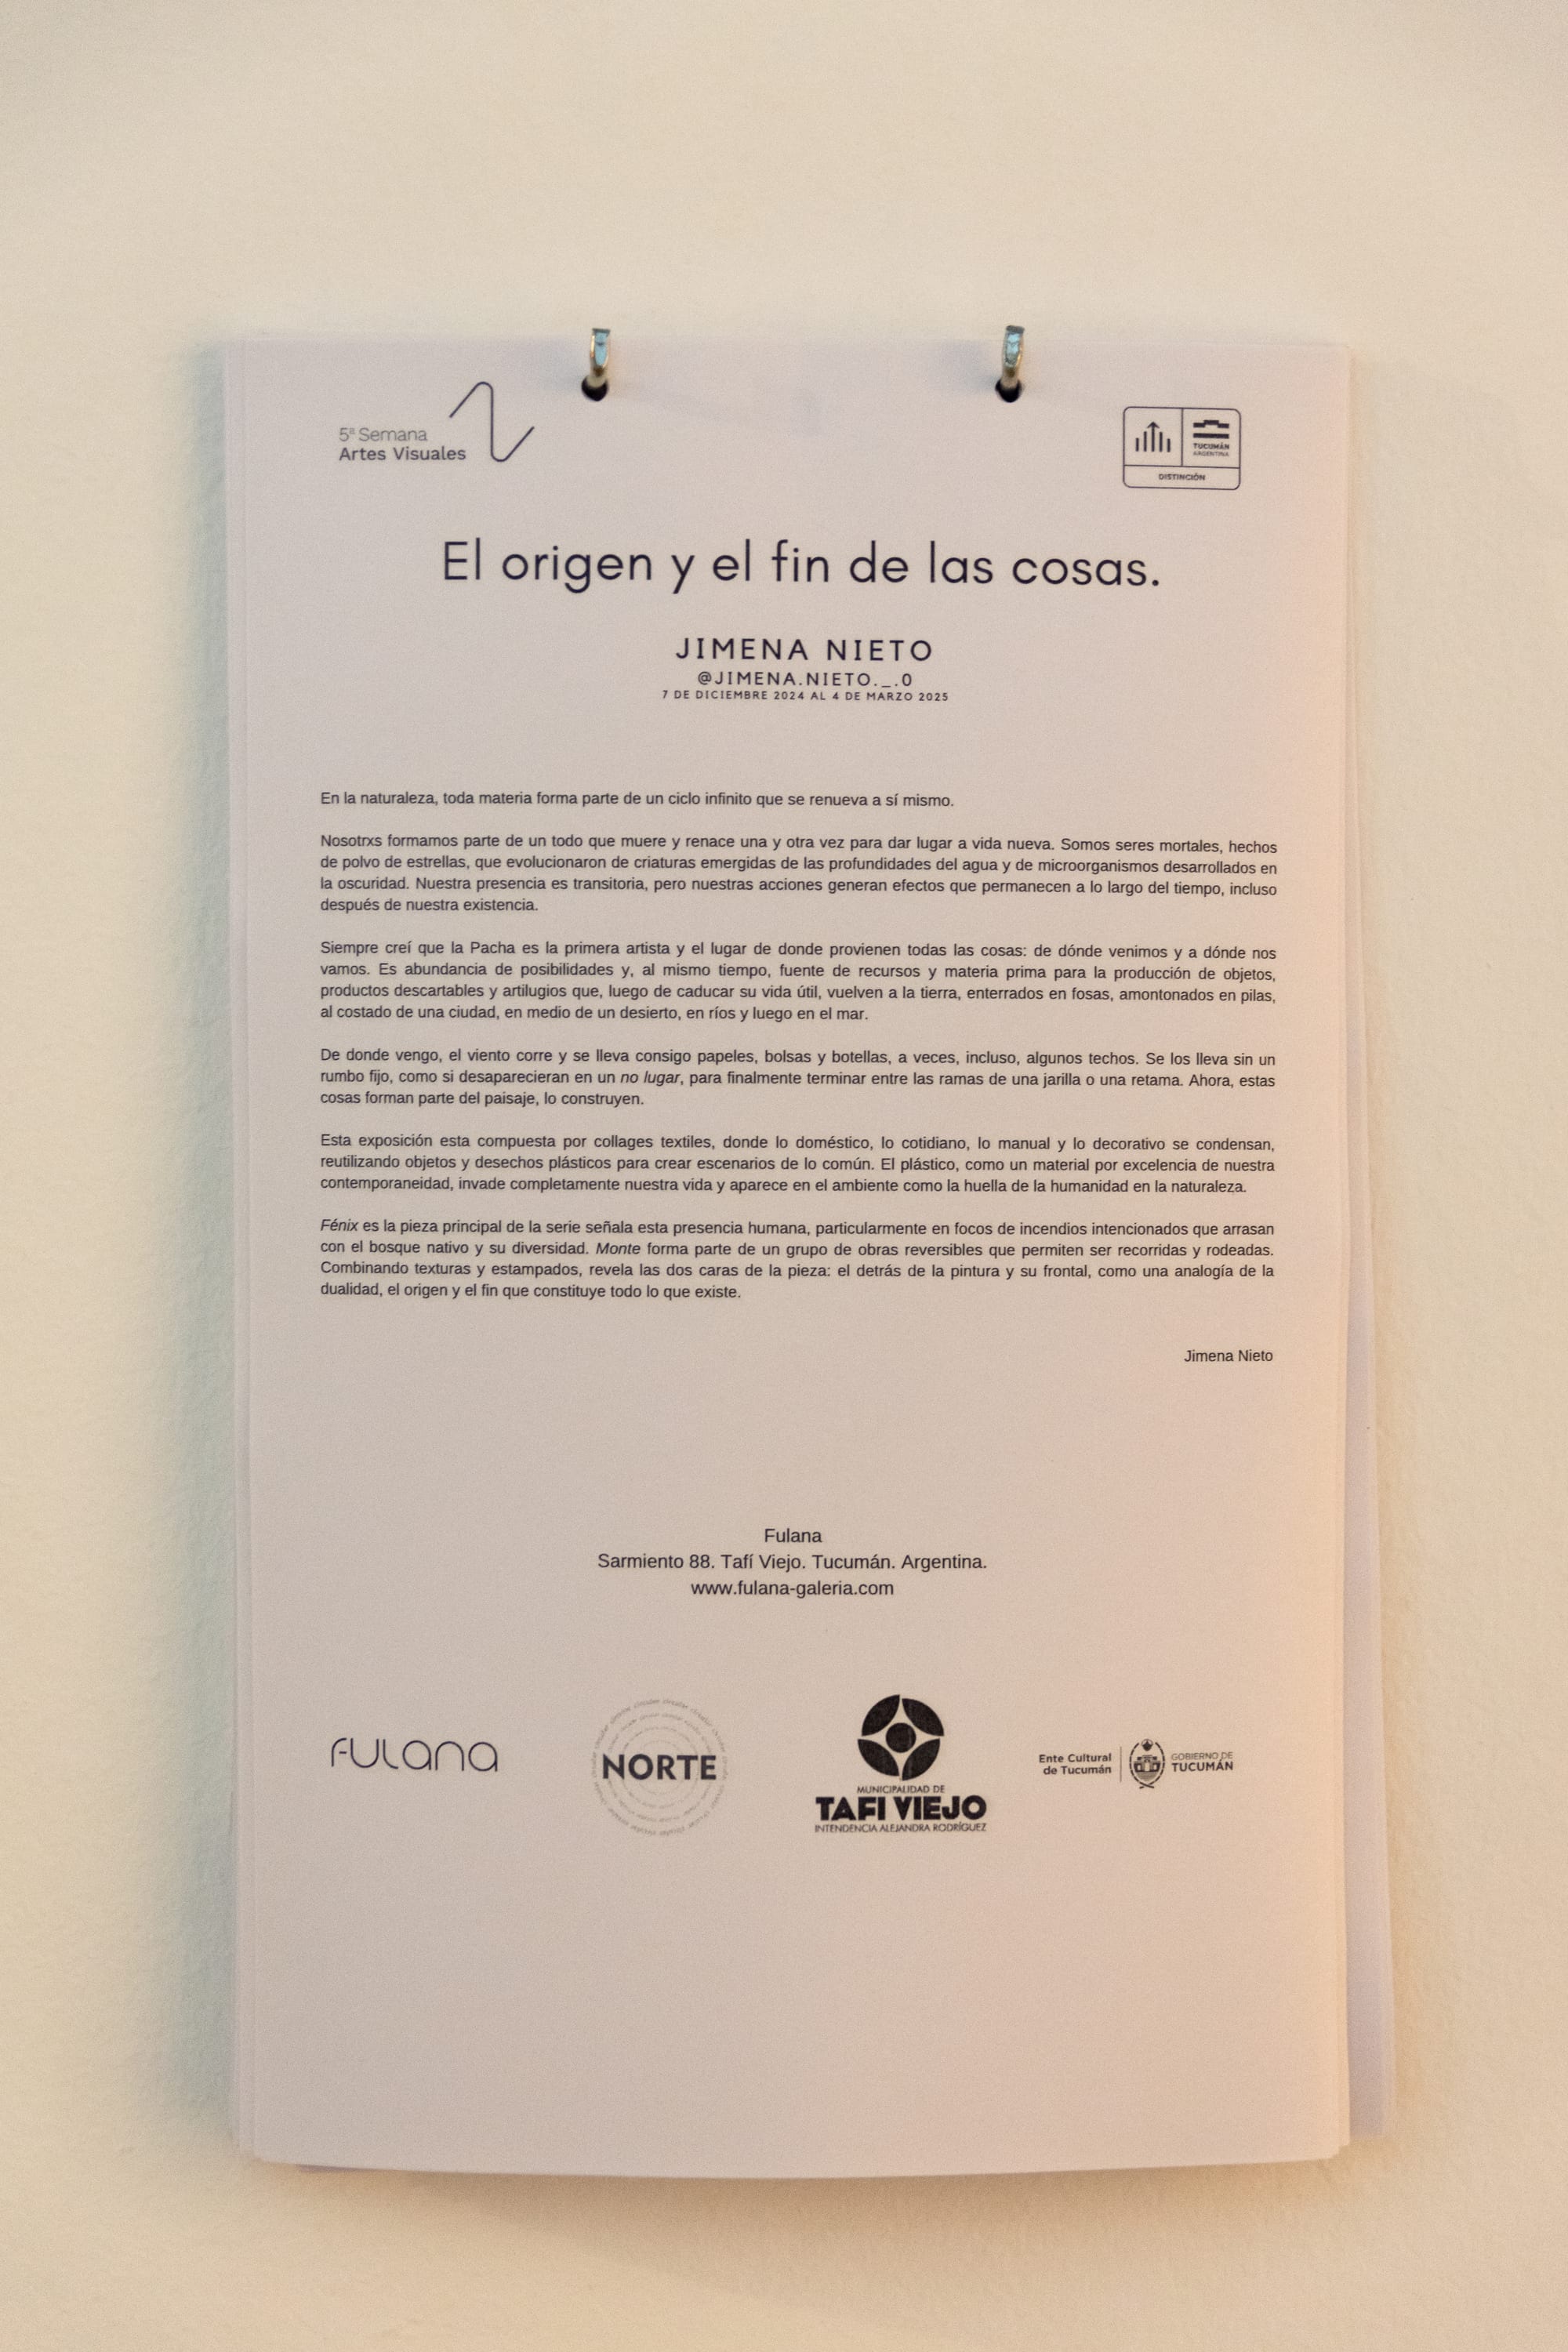 5ª Semana
Artes Visuales
TUCUMÁN
ARGENTINA
DISTINCIÓN
El origen y el fin de las cosas.
JIMENA NIETO
@JIMENA.NIETO._.0
7 DE DICIEMBRE 2024 AL 4 DE MARZO 2025
En la naturaleza, toda materia forma parte de un ciclo infinito que se renueva a sí mismo.
Nosotrxs formamos parte de un todo que muere y renace una y otra vez para dar lugar a vida nueva. Somos seres mortales, hechos
de polvo de estrellas, que evolucionaron de criaturas emergidas de las profundidades del agua y de microorganismos desarrollados en
la oscuridad. Nuestra presencia es transitoria, pero nuestras acciones generan efectos que permanecen a lo largo del tiempo, incluso
después de nuestra existencia.
Siempre creí que la Pacha es la primera artista y el lugar de donde provienen todas las cosas: de dónde venimos y a dónde nos
vamos. Es abundancia de posibilidades y, al mismo tiempo, fuente de recursos y materia prima para la producción de objetos,
productos descartables y artilugios que, luego de caducar su vida útil, vuelven a la tierra, enterrados en fosas, amontonados en pilas,
al costado de una ciudad, en medio de un desierto, en ríos y luego en el mar.
De donde vengo, el viento corre y se lleva consigo papeles, bolsas y botellas, a veces, incluso, algunos techos. Se los lleva sin un
rumbo fijo, como si desaparecieran en un no lugar, para finalmente terminar entre las ramas de una jarilla o una retama. Ahora, estas
cosas forman parte del paisaje, lo construyen.
Esta exposición esta compuesta por collages textiles, donde lo doméstico, lo cotidiano, lo manual y lo decorativo se condensan,
reutilizando objetos y desechos plásticos para crear escenarios de lo común. El plástico, como un material por excelencia de nuestra
contemporaneidad, invade completamente nuestra vida y aparece en el ambiente como la huella de la humanidad en la naturaleza.
Fénix es la pieza principal de la serie señala esta presencia humana, particularmente en focos de incendios intencionados que arrasan
con el bosque nativo y su diversidad. Monte forma parte de un grupo de obras reversibles que permiten ser recorridas y rodeadas.
Combinando texturas y estampados, revela las dos caras de la pieza: el detrás de la pintura y su frontal, como una analogía de la
dualidad, el origen y el fin que constituye todo lo que existe.
Jimena Nieto
Fulana
Sarmiento 88. Tafí Viejo. Tucumán. Argentina.
www.fulana-galeria.com
FULANA
NORTE
MUNICIPALIDAD DE
TAFI VIEJO
INTENDENCIA ALEJANDRA RODRÍGUEZ
Ente Cultural
de Tucumán
GOBIERNO DE
TUCUMÁN